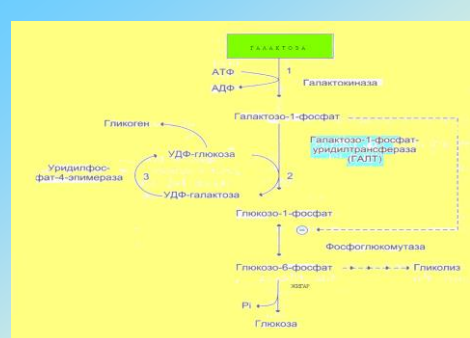 ГАЛАКТОЗА
АТФ
1
АДФ
Галактокиназа
Галактозо-1-фосфат
Гликоген
Галактозо-1-фосфат-
уридилтрансфераза
(ГАЛТ)
УДФ-глюкоза
Уридилфос-
фат-4-эпимераза
3
2
УДФ-галактоза
Глюкозо-1-фосфат
Фосфоглюкомутаза
Глюкозо-6-фосфат
Гликолиз
ЖИГАР
Pi
Глюкоза